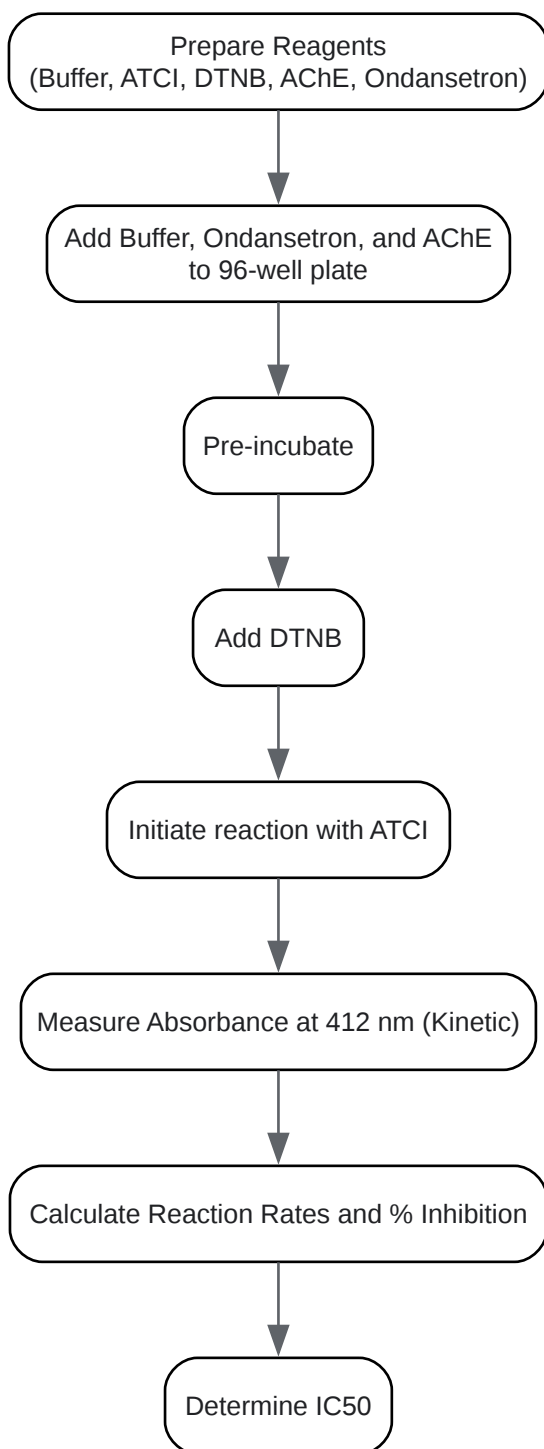 Prepare Reagents
(Buffer, ATCI, DTNB, AChE, Ondansetron)
Add Buffer, Ondansetron, and AChE
to 96-well plate
Pre-incubate
Add DTNB
Initiate reaction with ATCI
Measure Absorbance at 412 nm (Kinetic)
Calculate Reaction Rates and % Inhibition
Determine IC50